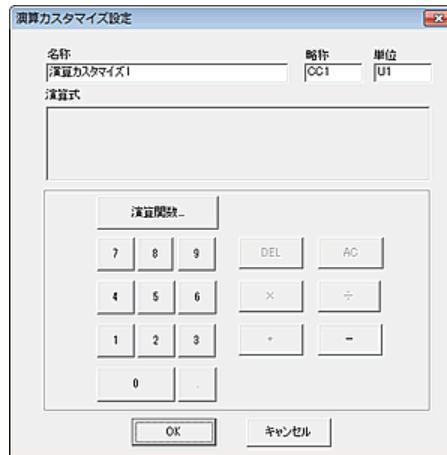 演算カスタマイズ設定
名称 略称 単位
演算カスタマイズ1 CC1 U1
演算式
演算関数...
7 8 9 DEL AC
4 5 6 × ÷
1 2 3 + −
0 .
OK キャンセル